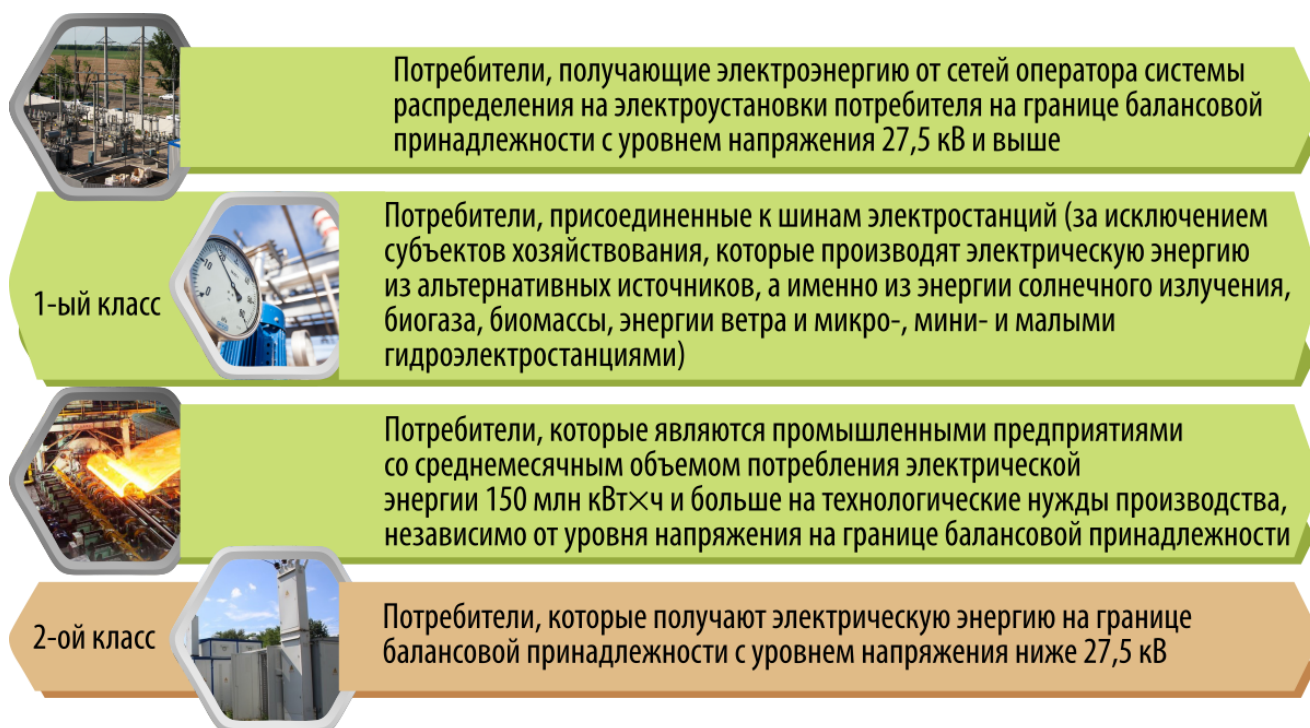 Потребители, получающие электроэнергию от сетей оператора системы
распределения на электроустановки потребителя на границе балансовой
принадлежности с уровнем напряжения 27,5 кВ и выше
1-ый класс
Потребители, присоединенные к шинам электростанций (за исключением
субъектов хозяйствования, которые производят электрическую энергию
из альтернативных источников, а именно из энергии солнечного излучения,
биогаза, биомассы, энергии ветра и микро-, мини- и малыми
гидроэлектростанциями)
Потребители, которые являются промышленными предприятиями
со среднемесячным объемом потребления электрической
энергии 150 млн кВт×ч и больше на технологические нужды производства,
независимо от уровня напряжения на границе балансовой принадлежности
2-ой класс
Потребители, которые получают электрическую энергию на границе
балансовой принадлежности с уровнем напряжения ниже 27,5 кВ